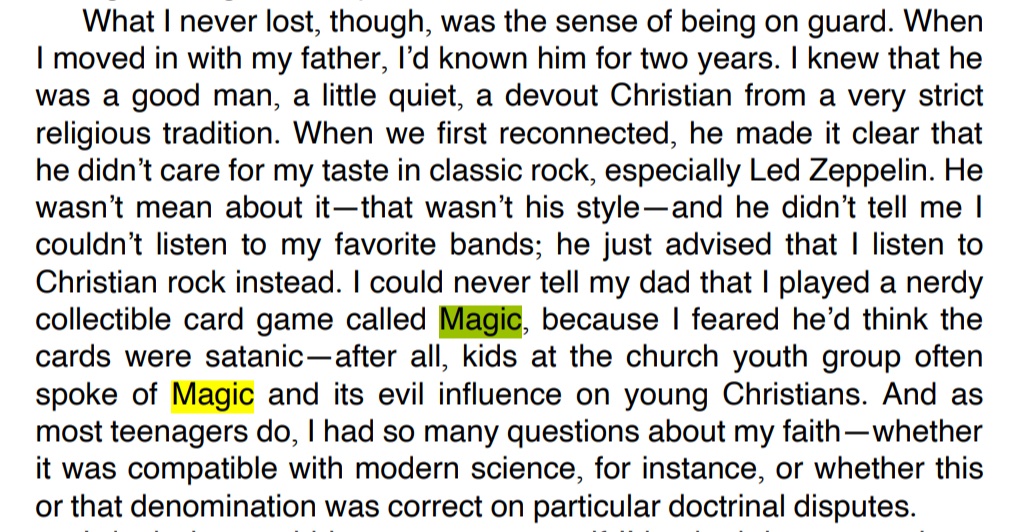 What I never lost, though, was the sense of being on guard. When
I moved in with my father, I’d known him for two years. I knew that he
was a good man, a little quiet, a devout Christian from a very strict
religious tradition. When we first reconnected, he made it clear that
he didn’t care for my taste in classic rock, especially Led Zeppelin. He
wasn’t mean about it—that wasn’t his style—and he didn’t tell me I
couldn’t listen to my favorite bands; he just advised that I listen to
Christian rock instead. I could never tell my dad that I played a nerdy
collectible card game called Magic, because I feared he’d think the
cards were satanic—after all, kids at the church youth group often
spoke of Magic and its evil influence on young Christians. And as
most teenagers do, I had so many questions about my faith—whether
it was compatible with modern science, for instance, or whether this
or that denomination was correct on particular doctrinal disputes.